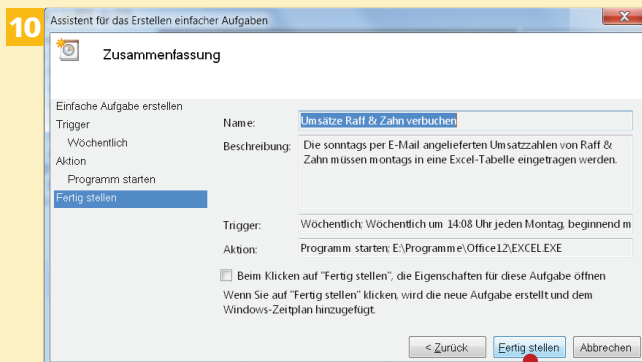 10
Assistent für das Erstellen einfacher Aufgaben
Zusammenfassung
Einfache Aufgabe erstellen
Trigger
Wöchentlich
Aktion
Programm starten
Fertig stellen
Name: Umsätze Raff & Zahn verbuchen
Beschreibung: Die sonntags per E-Mail angelieferten Umsatzzahlen von Raff &
Zahn müssen montags in eine Excel-Tabelle eingetragen werden.
Trigger: Wöchentlich; Wöchentlich um 14:08 Uhr jeden Montag, beginnend m
Aktion: Programm starten; E:\Programme\Office12\EXCEL.EXE
Beim Klicken auf "Fertig stellen", die Eigenschaften für diese Aufgabe öffnen
Wenn Sie auf "Fertig stellen" klicken, wird die neue Aufgabe erstellt und dem
Windows-Zeitplan hinzugefügt.
< Zurück Fertig stellen Abbrechen